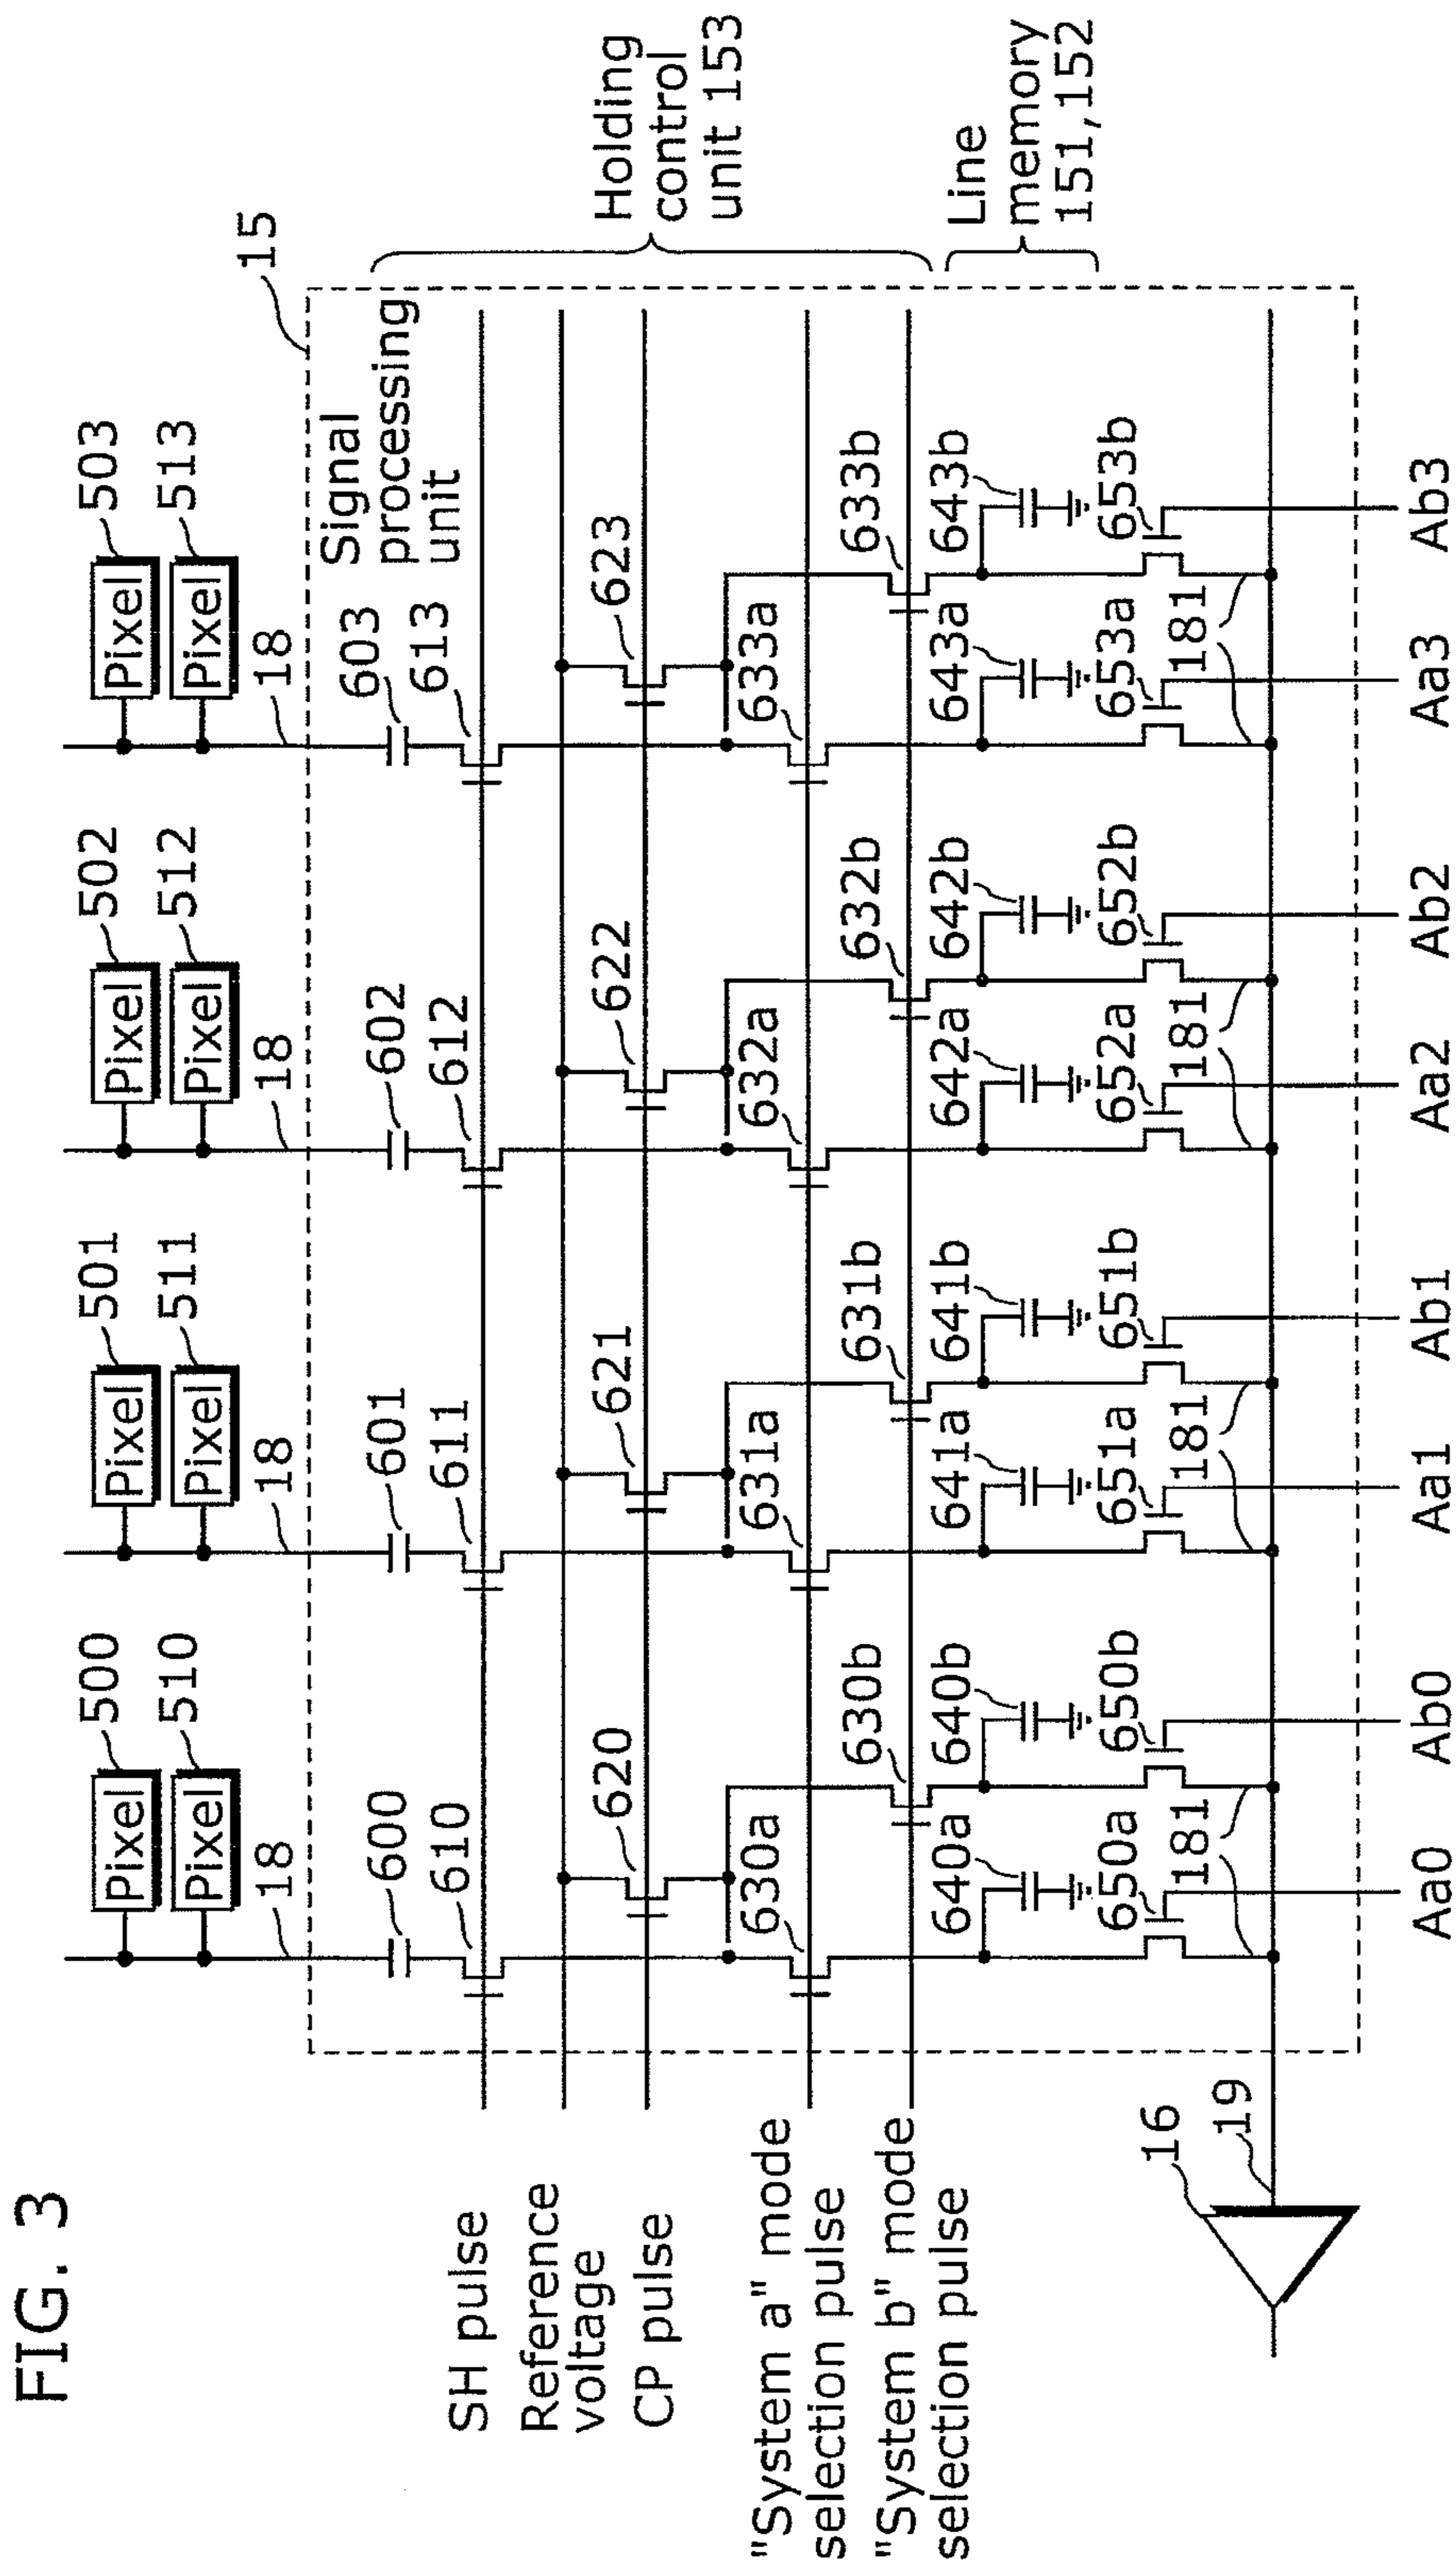 FIG. 3
500
501
502
503
Pixel
Pixel
Pixel
Pixel
510
511
512
513
Pixel
Pixel
Pixel
Pixel
15
18
18
18
18
Signal
processing
unit
600
601
602
603
610
611
612
613
SH pulse
Reference
voltage
CP pulse
620
621
622
623
Holding
control
unit 153
630a
631a
632a
633a
"System a" mode
selection pulse
630b
631b
632b
633b
"System b" mode
selection pulse
640a
640b
641a
641b
642a
642b
643a
643b
Line
memory
151,152
650a
650b
651a
651b
652a
652b
653a
653b
181
181
181
181
16
19
Aa0
Ab0
Aa1
Ab1
Aa2
Ab2
Aa3
Ab3